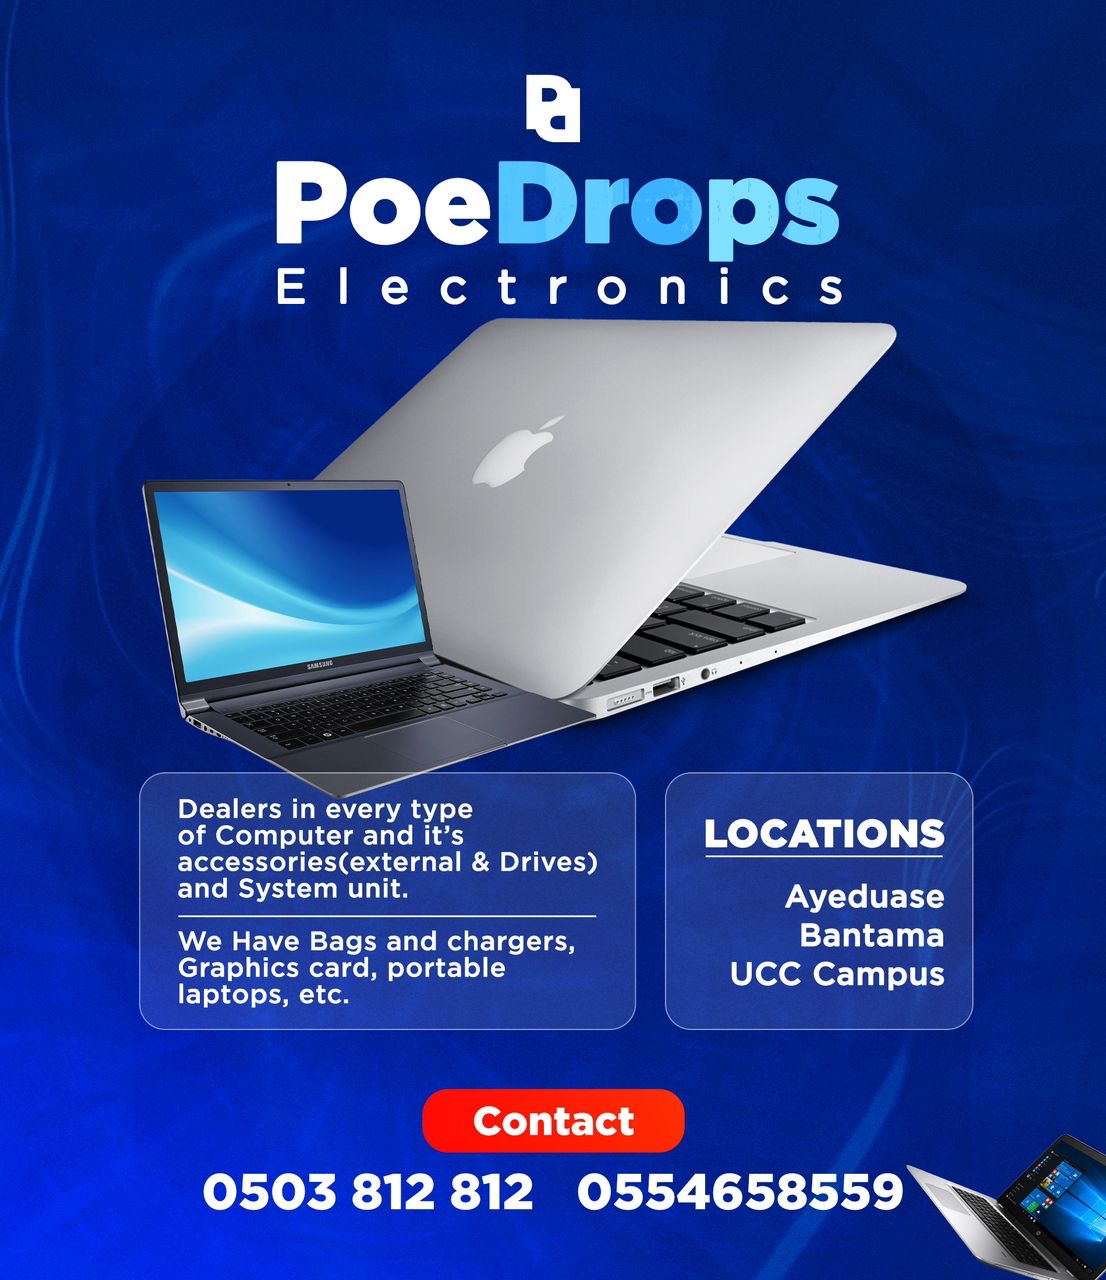 PoeDrops
Electronics
SAMSUNG
Dealers in every type
of Computer and it's
accessories(external & Drives)
and System unit.
We Have Bags and chargers,
Graphics card, portable
laptops, etc.
LOCATIONS
Ayeduase
Bantama
UCC Campus
Contact
0503 812 812 0554658559